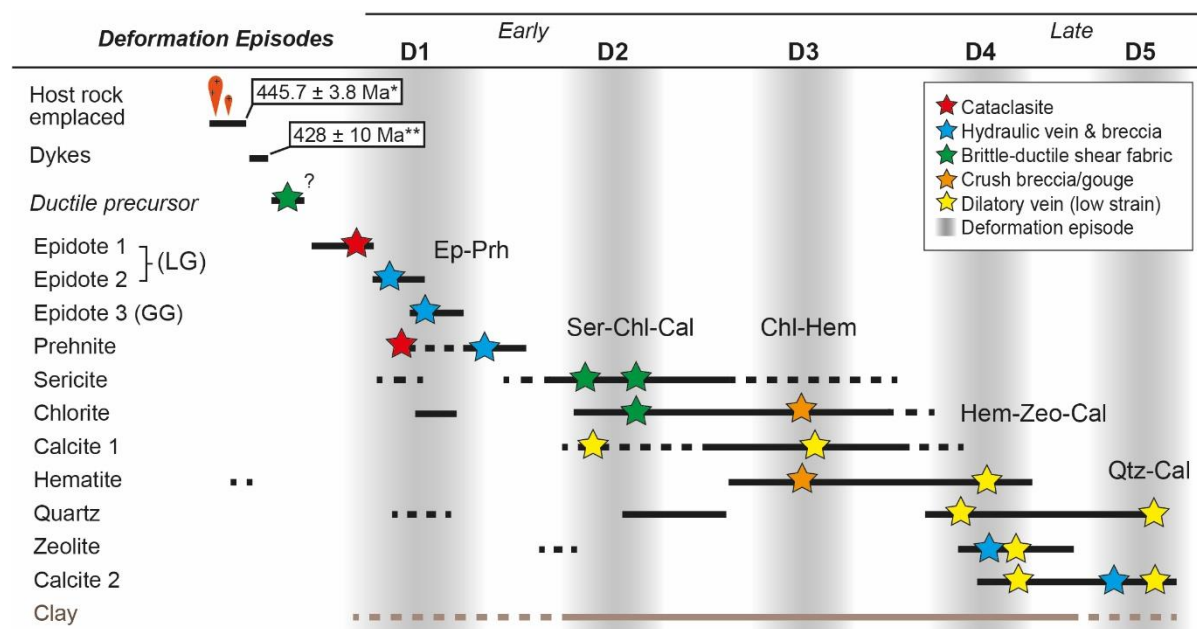 Deformation Episodes
Early
Late
D1
D2
D3
D4
D5
Host rock
emplaced
445.7 ± 3.8 Ma*
428 ± 10 Ma**
Dykes
Ductile precursor
?
Cataclasite
Hydraulic vein & breccia
Brittle-ductile shear fabric
Crush breccia/gouge
Dilatory vein (low strain)
Deformation episode
Epidote 1
(LG)
Ep-Prh
Epidote 2
Epidote 3 (GG)
Ser-Chl-Cal
Chl-Hem
Prehnite
Sericite
Chlorite
Hem-Zeo-Cal
Calcite 1
Qtz-Cal
Hematite
Quartz
Zeolite
Calcite 2
Clay